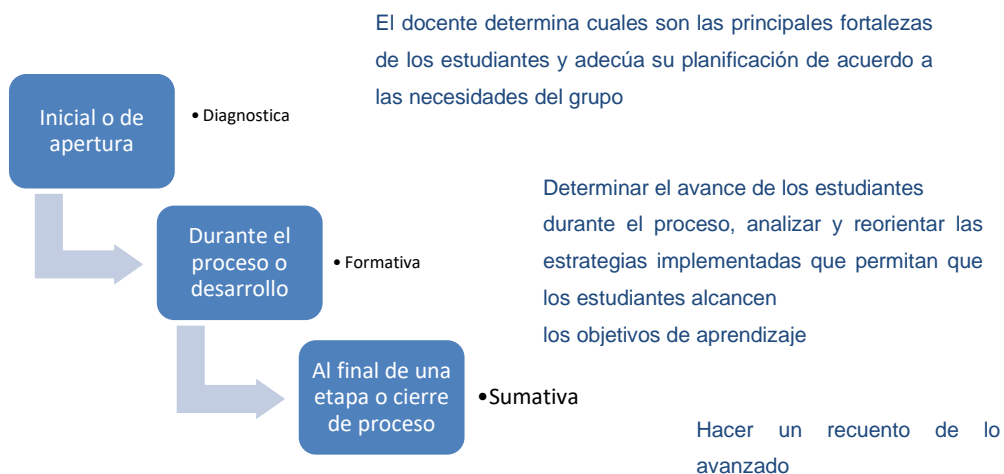 El docente determina cuales son las principales fortalezas
de los estudiantes y adecúa su planificación de acuerdo a
las necesidades del grupo
Inicial o de
apertura
• Diagnostica
Determinar el avance de los estudiantes
durante el proceso, analizar y reorientar las
estrategias implementadas que permitan que
los estudiantes alcancen
los objetivos de aprendizaje
Durante el
proceso o
desarrollo
• Formativa
Al final de una
etapa o cierre
de proceso
•Sumativa
Hacer un recuento de lo
avanzado